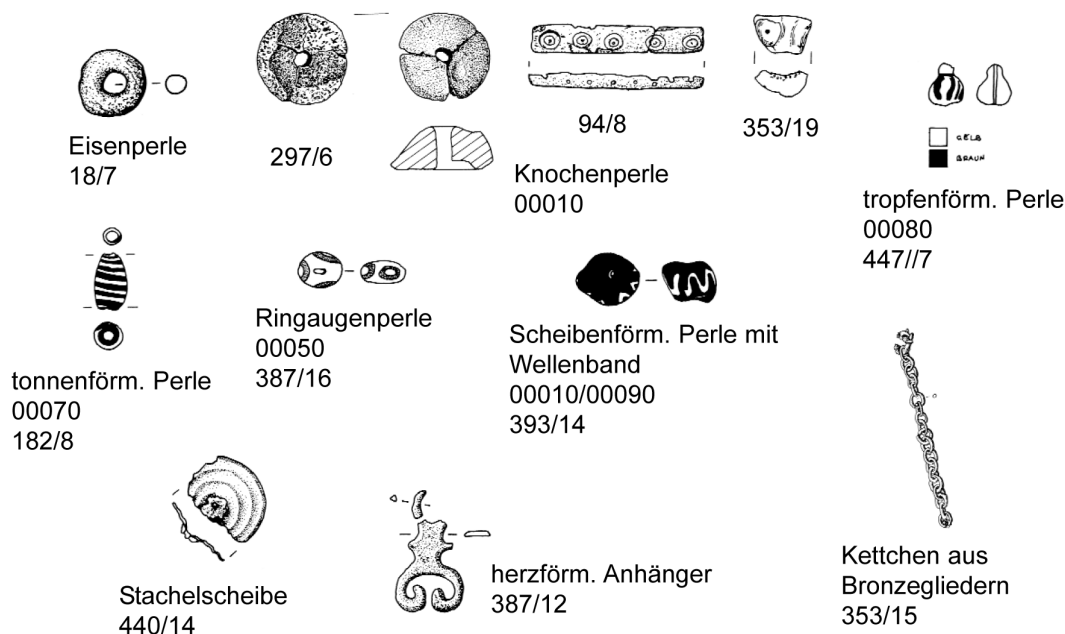 Eisenperle
18/7
297/6
94/8
353/19
Knochenperle
00010
GELB
BRAUN
tropfenförm. Perle
00080
447//7
tonnenförm. Perle
00070
182/8
Ringaugenperle
00050
387/16
Scheibenförm. Perle mit
Wellenband
00010/00090
393/14
Stachelscheibe
440/14
herzförm. Anhänger
387/12
Kettchen aus
Bronzegliedern
353/15